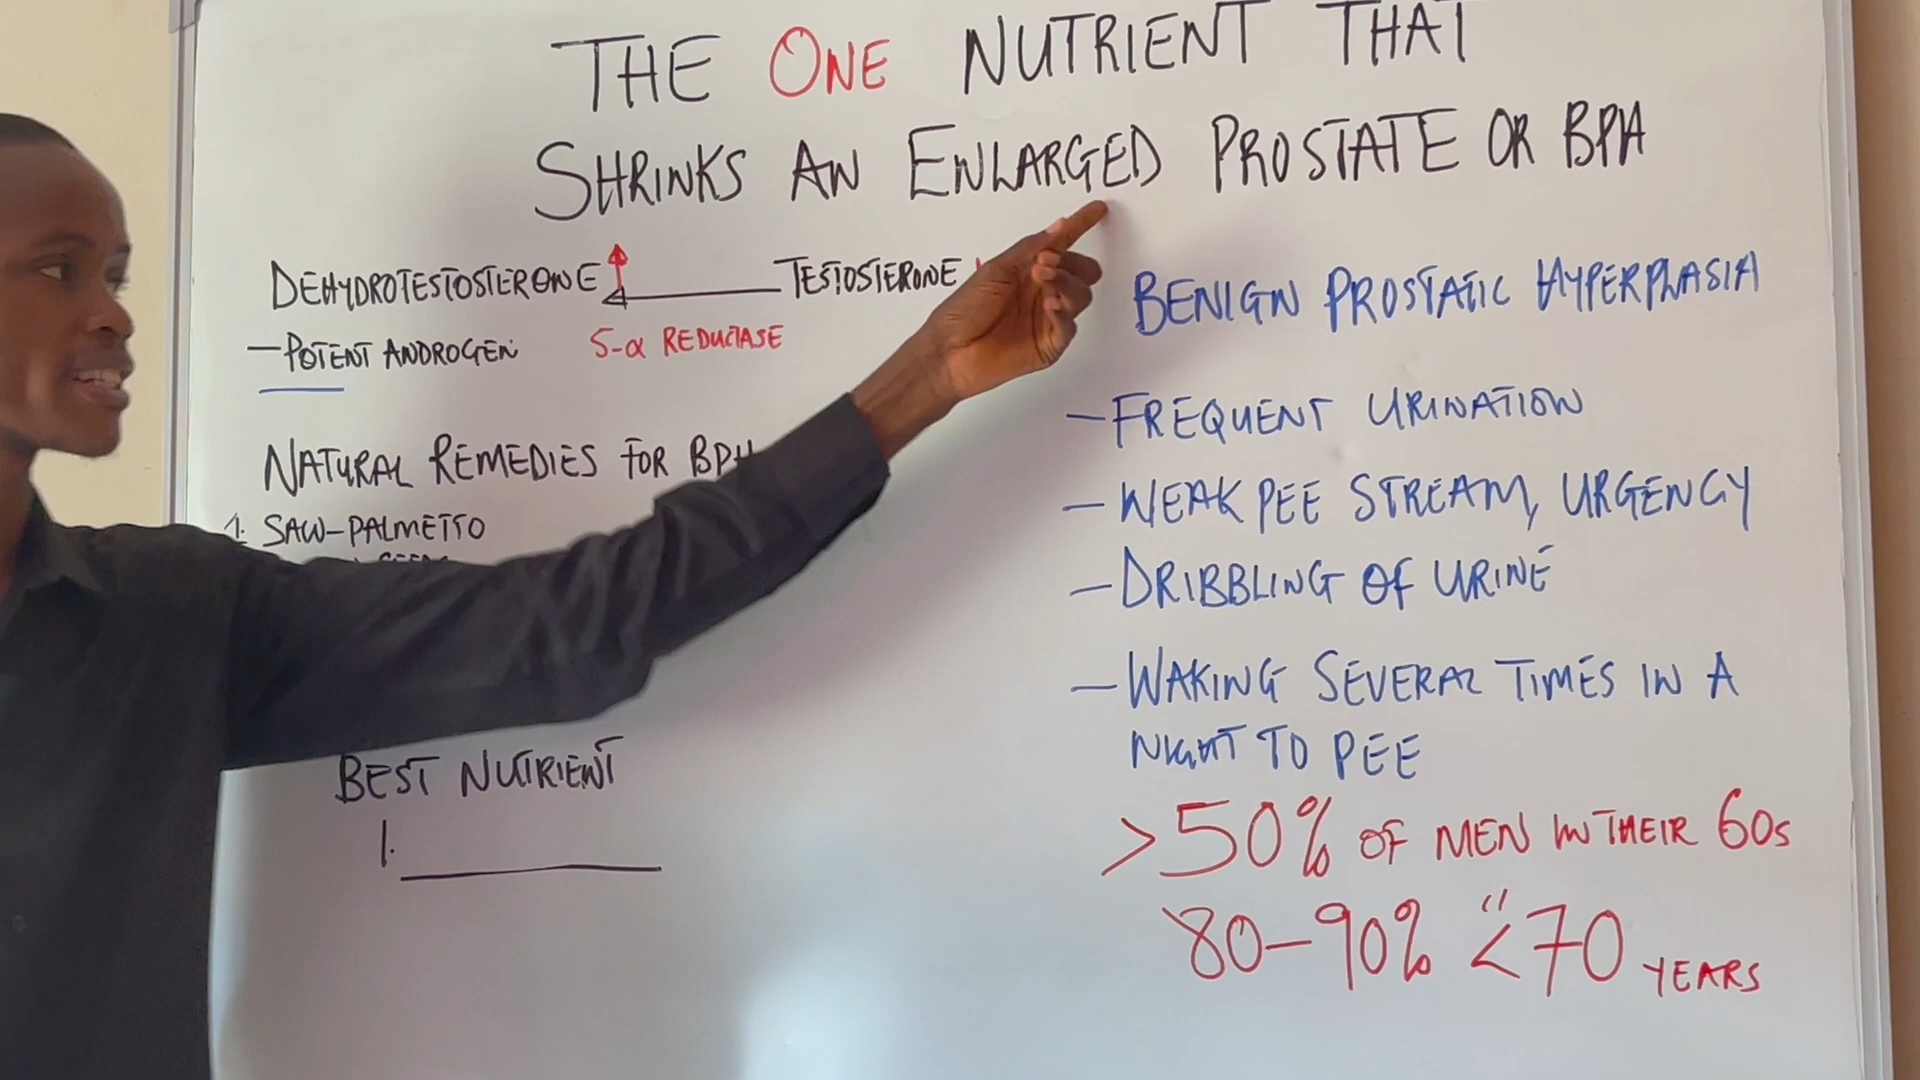 THE ONE NUTRIENT THAT
SHRINKS AN ENLARGED PROSTATE OR BPH
DEHYDROTESTOSTERONE
TESTOSTERONE
5-α REDUCTASE
— POTENT ANDROGEN
NATURAL REMEDIES FOR BPH
1. SAW-PALMETTO
BEST NUTRIENT
1.
BENIGN PROSTATIC HYPERPLASIA
— FREQUENT URINATION
— WEAK PEE STREAM, URGENCY
— DRIBBLING OF URINE
— WAKING SEVERAL TIMES IN A
NIGHT TO PEE
>50% OF MEN IN THEIR 60s
80-90% " <70 YEARS